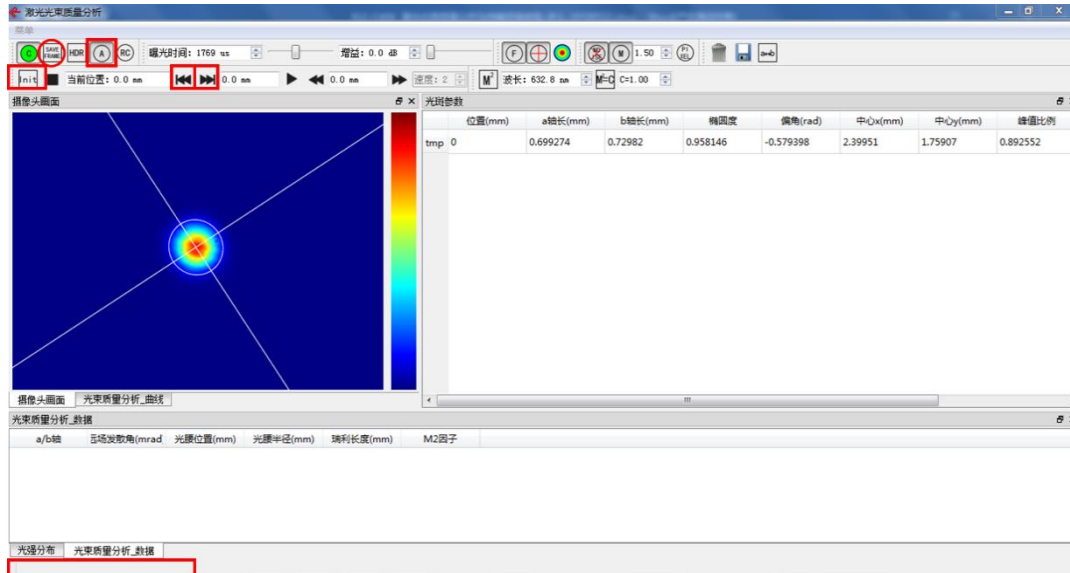 激光光束质量分析
菜单
C SAVE FRAME HDR A RC 曝光时间: 1769 us 增益: 0.0 dB F M 1.50 a=b
Init 当前位置: 0.0 mm 0.0 mm 0.0 mm 速度: 2 M² 波长: 632.8 nm M²=C C=1.00
摄像头画面 光斑参数
位置(mm) a轴长(mm) b轴长(mm) 椭圆度 偏角(rad) 中心x(mm) 中心y(mm) 峰值比例
tmp 0 0.699274 0.72982 0.958146 -0.579398 2.39951 1.75907 0.892552
摄像头画面 光束质量分析_曲线
光束质量分析_数据
a/b轴 场发散角(mrad 光腰位置(mm) 光腰半径(mm) 瑞利长度(mm) M2因子
光强分布 光束质量分析_数据